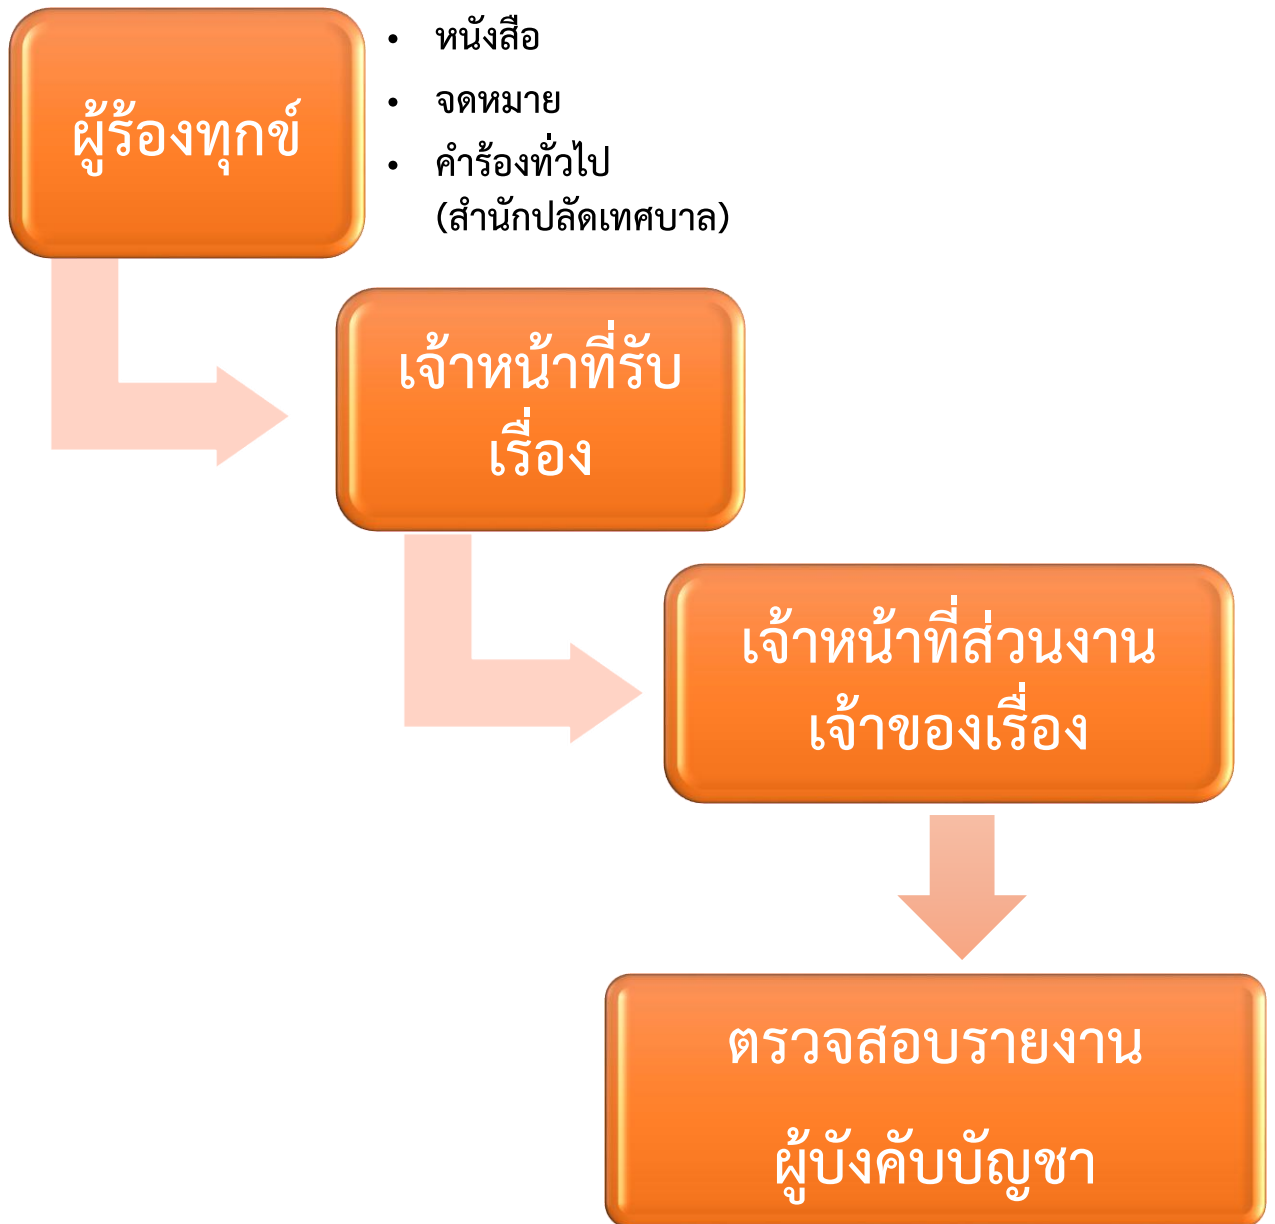 ผู้ร้องทุกข์
• หนังสือ
• จดหมาย
• คำร้องทั่วไป
(สำนักปลัดเทศบาล)
เจ้าหน้าที่รับ
เรื่อง
เจ้าหน้าที่ส่วนงาน
เจ้าของเรื่อง
ตรวจสอบรายงาน
ผู้บังคับบัญชา